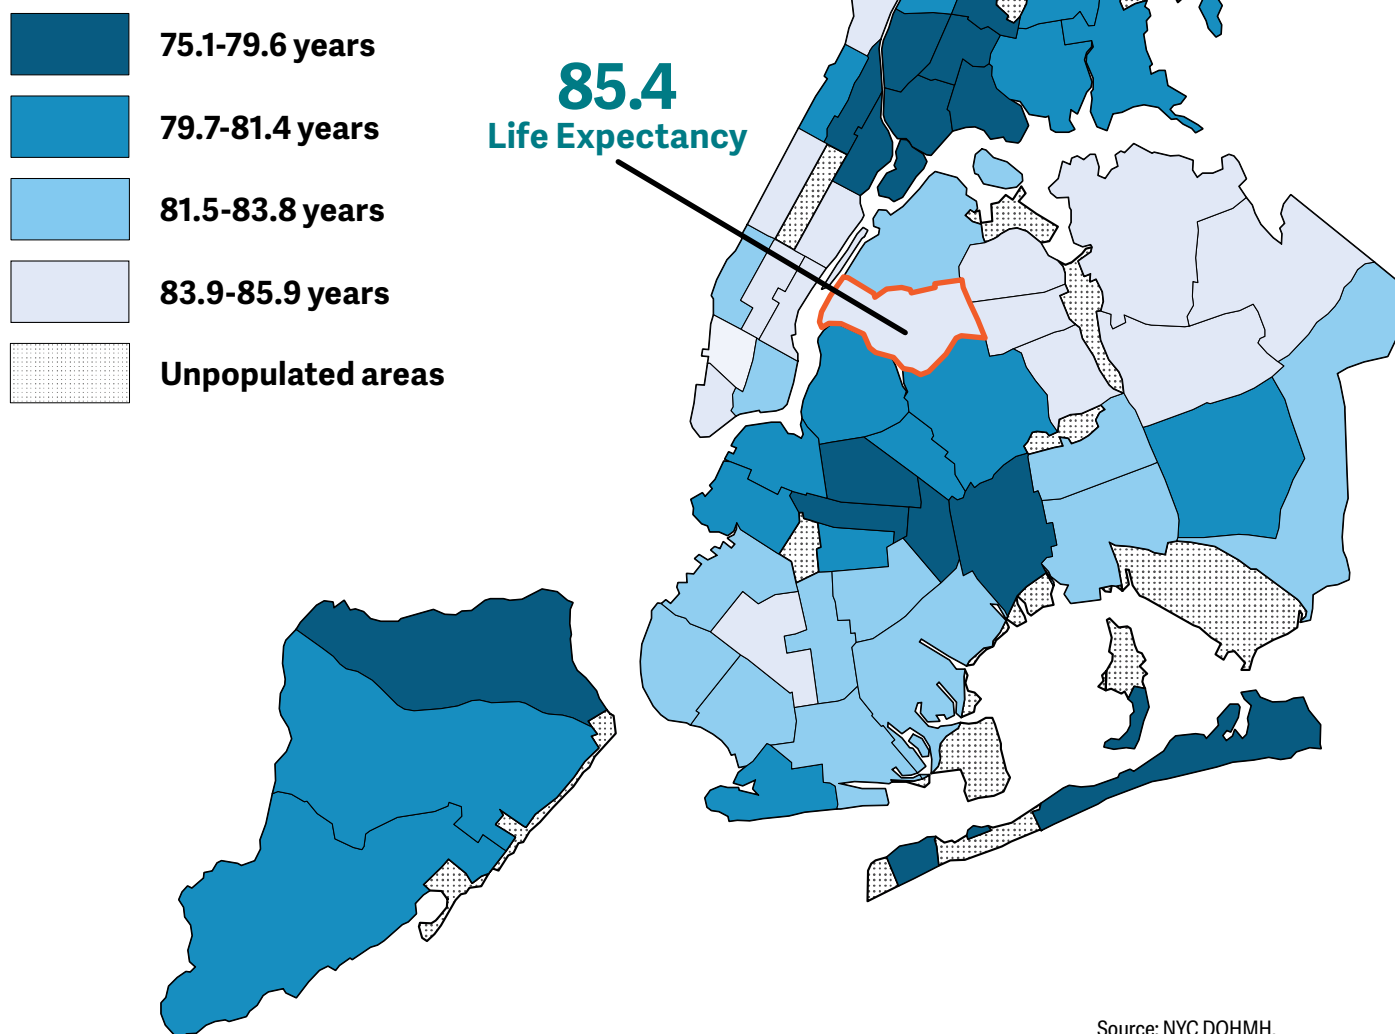 75.1-79.6 years
79.7-81.4 years
81.5-83.8 years
83.9-85.9 years
Unpopulated areas
85.4
Life Expectancy
Source: NYC DOHMH.